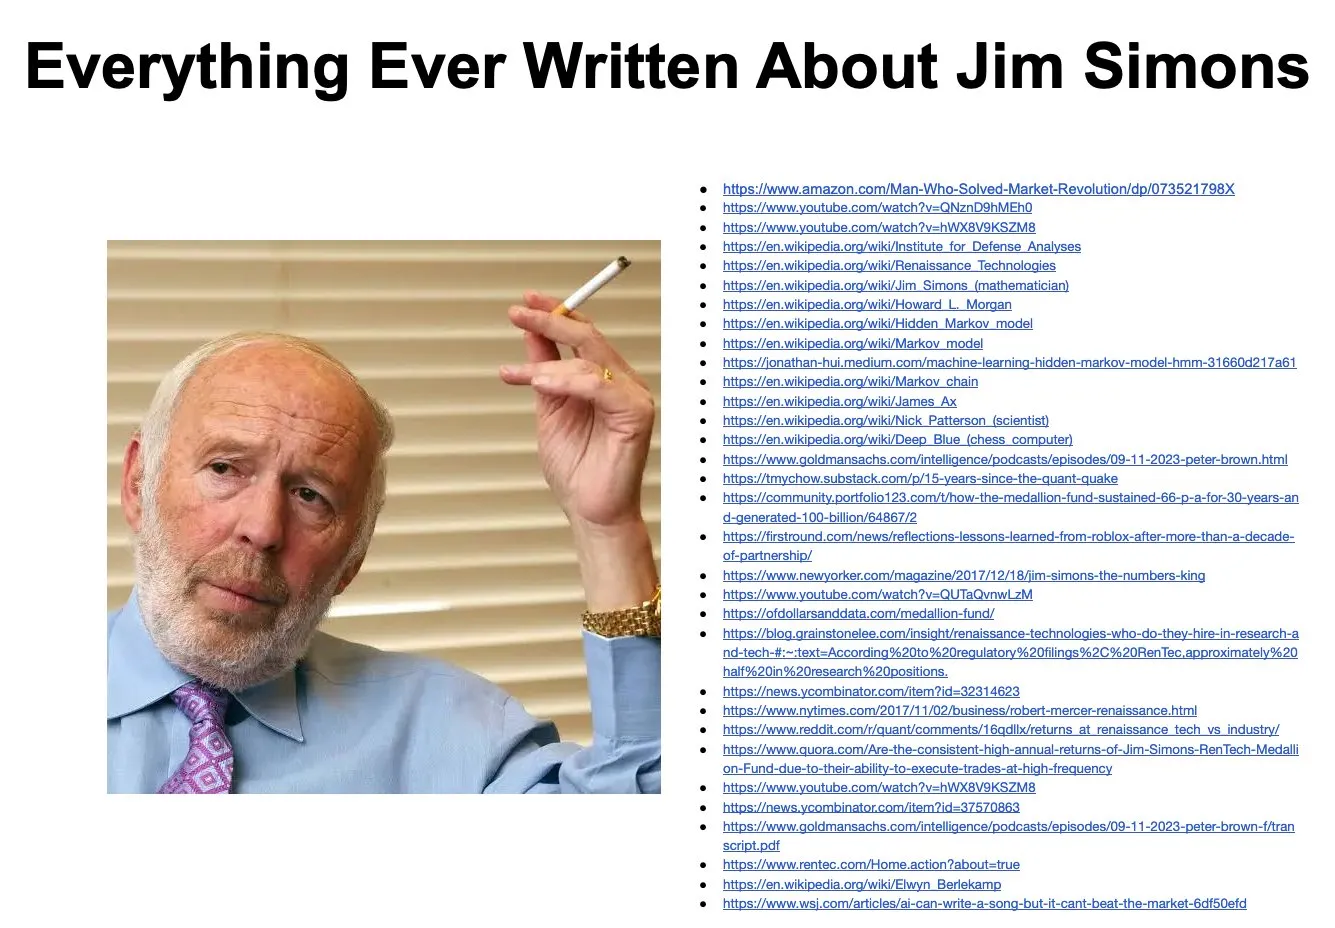 Everything Ever Written About Jim Simons
https://www.amazon.com/Man-Who-Solved-Market-Revolution/dp/073521798X
https://www.youtube.com/watch?v=QNznD9hMEh0
https://www.youtube.com/watch?v=hWX8V9KSZM8
https://en.wikipedia.org/wiki/Institute_for_Defense_Analyses
https://en.wikipedia.org/wiki/Renaissance_Technologies
https://en.wikipedia.org/wiki/Jim_Simons_(mathematician)
https://en.wikipedia.org/wiki/Howard_L._Morgan
https://en.wikipedia.org/wiki/Hidden_Markov_model
https://en.wikipedia.org/wiki/Markov_model
https://jonathan-hui.medium.com/machine-learning-hidden-markov-model-hmm-31660d217a61
https://en.wikipedia.org/wiki/Markov_chain
https://en.wikipedia.org/wiki/James_Ax
https://en.wikipedia.org/wiki/Nick_Patterson_(scientist)
https://en.wikipedia.org/wiki/Deep_Blue_(chess_computer)
https://www.goldmansachs.com/intelligence/podcasts/episodes/09-11-2023-peter-brown.html
https://tmychow.substack.com/p/15-years-since-the-quant-quake
https://community.portfolio123.com/t/how-the-medallion-fund-sustained-66-p-a-for-30-years-an
d-generated-100-billion/64867/2
https://firstround.com/news/reflections-lessons-learned-from-roblox-after-more-than-a-decade-
of-partnership/
https://www.newyorker.com/magazine/2017/12/18/jim-simons-the-numbers-king
https://www.youtube.com/watch?v=QUTaQvnwLzM
https://ofdollarsanddata.com/medallion-fund/
https://blog.grainstonelee.com/insight/renaissance-technologies-who-do-they-hire-in-research-a
nd-tech-#:~:text=According%20to%20regulatory%20filings%2C%20RenTec,approximately%20
half%20in%20research%20positions.
https://news.ycombinator.com/item?id=32314623
https://www.nytimes.com/2017/11/02/business/robert-mercer-renaissance.html
https://www.reddit.com/r/quant/comments/16qdllx/returns_at_renaissance_tech_vs_industry/
https://www.quora.com/Are-the-consistent-high-annual-returns-of-Jim-Simons-RenTech-Medalli
on-Fund-due-to-their-ability-to-execute-trades-at-high-frequency
https://www.youtube.com/watch?v=hWX8V9KSZM8
https://news.ycombinator.com/item?id=37570863
https://www.goldmansachs.com/intelligence/podcasts/episodes/09-11-2023-peter-brown-f/tran
script.pdf
https://www.rentec.com/Home.action?about=true
https://en.wikipedia.org/wiki/Elwyn_Berlekamp
https://www.wsj.com/articles/ai-can-write-a-song-but-it-cant-beat-the-market-6df50efd